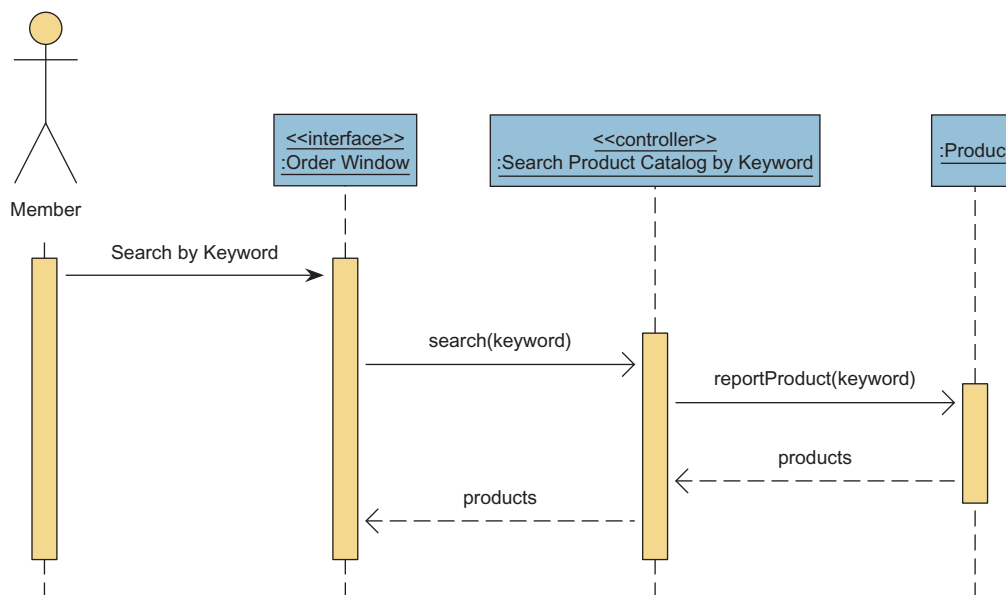 <<interface>>
:Order Window
<<controller>>
:Search Product Catalog by Keyword
:Produc
Member
Search by Keyword
search(keyword)
reportProduct(keyword)
products
products